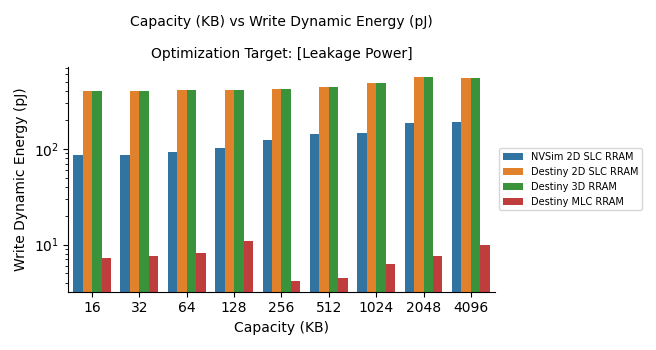 Capacity (KB) vs Write Dynamic Energy (pJ)
Optimization Target: [Leakage Power]
Write Dynamic Energy (pJ)
10²
10¹
16 32 64 128 256 512 1024 2048 4096
Capacity (KB)
NVSim 2D SLC RRAM
Destiny 2D SLC RRAM
Destiny 3D RRAM
Destiny MLC RRAM